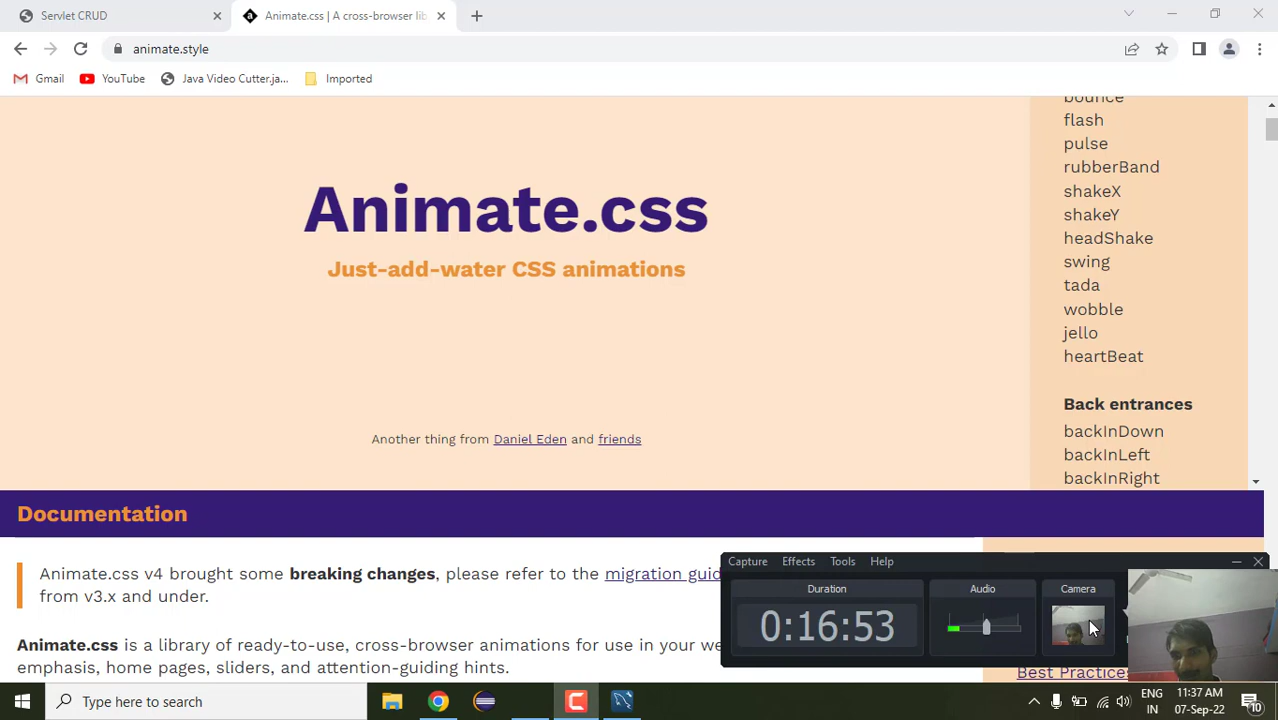 Servlet CRUD
Animate.css | A cross-browser lib
animate.style
Gmail
YouTube
Java Video Cutter.ja...
Imported
bounce
flash
pulse
rubberBand
shakeX
shakeY
headShake
swing
tada
wobble
jello
heartBeat
Back entrances
backInDown
backInLeft
backInRight
Animate.css
Just-add-water CSS animations
Another thing from Daniel Eden and friends
Documentation
Animate.css v4 brought some breaking changes, please refer to the migration guid
from v3.x and under.
Animate.css is a library of ready-to-use, cross-browser animations for use in your we
emphasis, home pages, sliders, and attention-guiding hints.
Capture Effects Tools Help
Duration
0:16:53
Audio
Camera
Best Practices
Type here to search
ENG
IN
11:37 AM
07-Sep-22
10